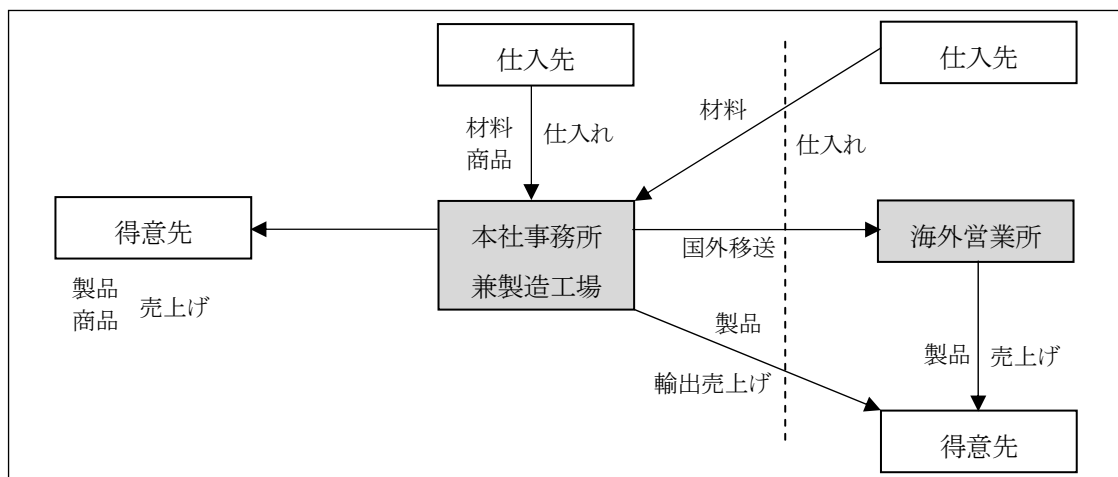 仕入先
仕入先
材料
商品
仕入れ
材料
仕入れ
得意先
本社事務所
兼製造工場
国外移送
海外営業所
製品
商品
売上げ
製品
輸出売上げ
製品
売上げ
得意先